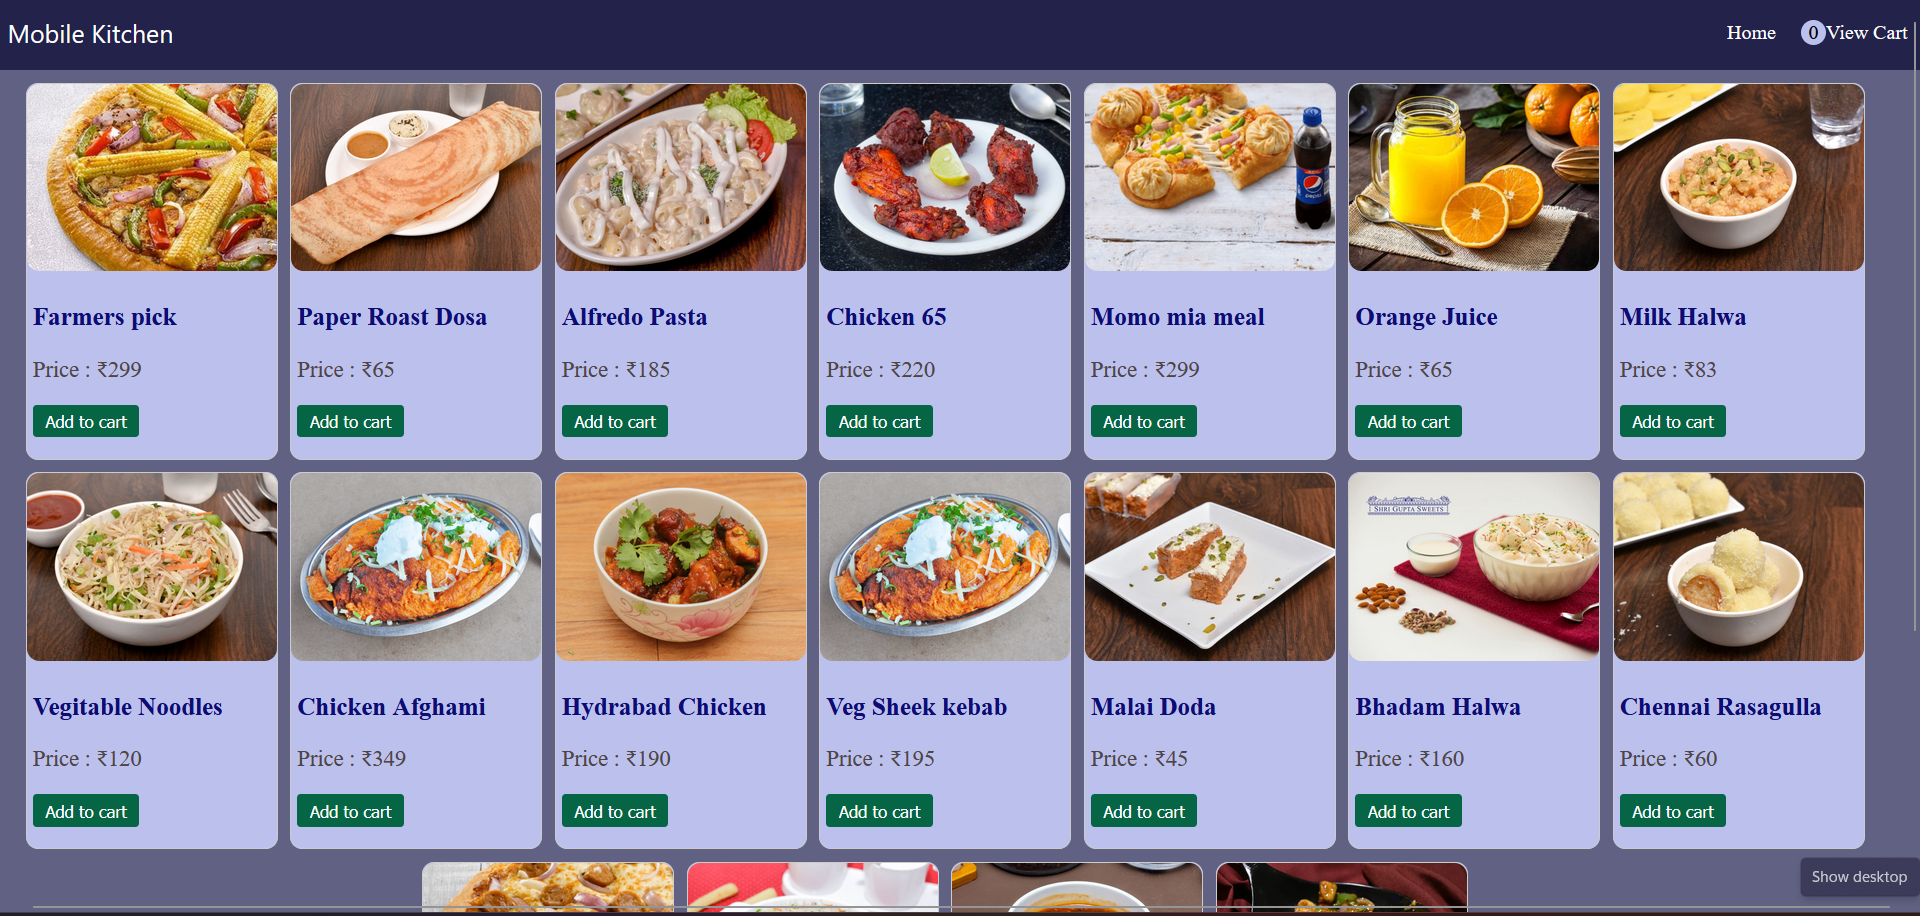 Mobile Kitchen
Home
0 View Cart
pepsi
Farmers pick
Price : ₹299
Add to cart
Paper Roast Dosa
Price : ₹65
Add to cart
Alfredo Pasta
Price : ₹185
Add to cart
Chicken 65
Price : ₹220
Add to cart
Momo mia meal
Price : ₹299
Add to cart
Orange Juice
Price : ₹65
Add to cart
Milk Halwa
Price : ₹83
Add to cart
SHRI GUPTA SWEETS
Vegitable Noodles
Price : ₹120
Add to cart
Chicken Afghami
Price : ₹349
Add to cart
Hydrabad Chicken
Price : ₹190
Add to cart
Veg Sheek kebab
Price : ₹195
Add to cart
Malai Doda
Price : ₹45
Add to cart
Bhadam Halwa
Price : ₹160
Add to cart
Chennai Rasagulla
Price : ₹60
Add to cart
Show desktop